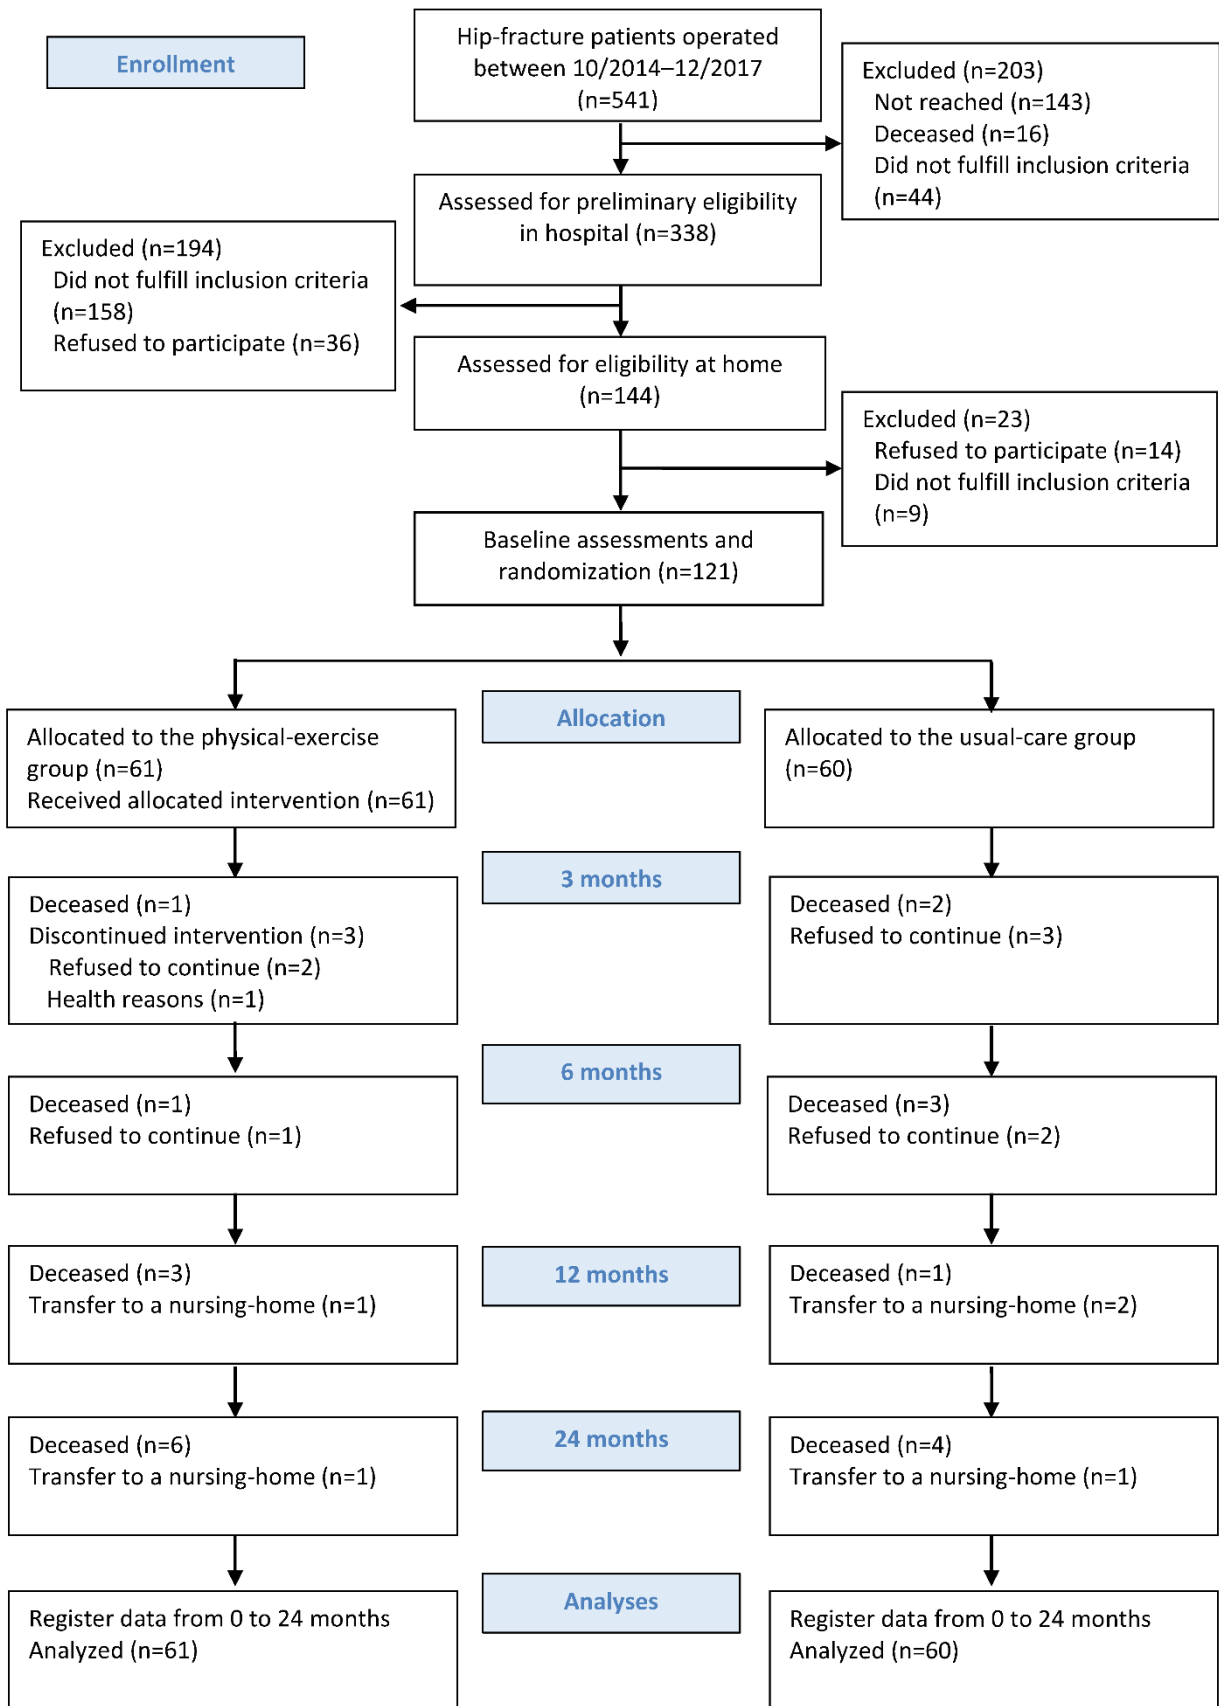 Enrollment
Hip-fracture patients operated
between 10/2014–12/2017
(n=541)
Excluded (n=203)
Not reached (n=143)
Deceased (n=16)
Did not fulfill inclusion criteria
(n=44)
Assessed for preliminary eligibility
in hospital (n=338)
Excluded (n=194)
Did not fulfill inclusion criteria
(n=158)
Refused to participate (n=36)
Assessed for eligibility at home
(n=144)
Excluded (n=23)
Refused to participate (n=14)
Did not fulfill inclusion criteria
(n=9)
Baseline assessments and
randomization (n=121)
Allocation
Allocated to the physical-exercise
group (n=61)
Received allocated intervention (n=61)
Allocated to the usual-care group
(n=60)
3 months
Deceased (n=1)
Discontinued intervention (n=3)
Refused to continue (n=2)
Health reasons (n=1)
Deceased (n=2)
Refused to continue (n=3)
6 months
Deceased (n=1)
Refused to continue (n=1)
Deceased (n=3)
Refused to continue (n=2)
12 months
Deceased (n=3)
Transfer to a nursing-home (n=1)
Deceased (n=1)
Transfer to a nursing-home (n=2)
24 months
Deceased (n=6)
Transfer to a nursing-home (n=1)
Deceased (n=4)
Transfer to a nursing-home (n=1)
Analyses
Register data from 0 to 24 months
Analyzed (n=61)
Register data from 0 to 24 months
Analyzed (n=60)